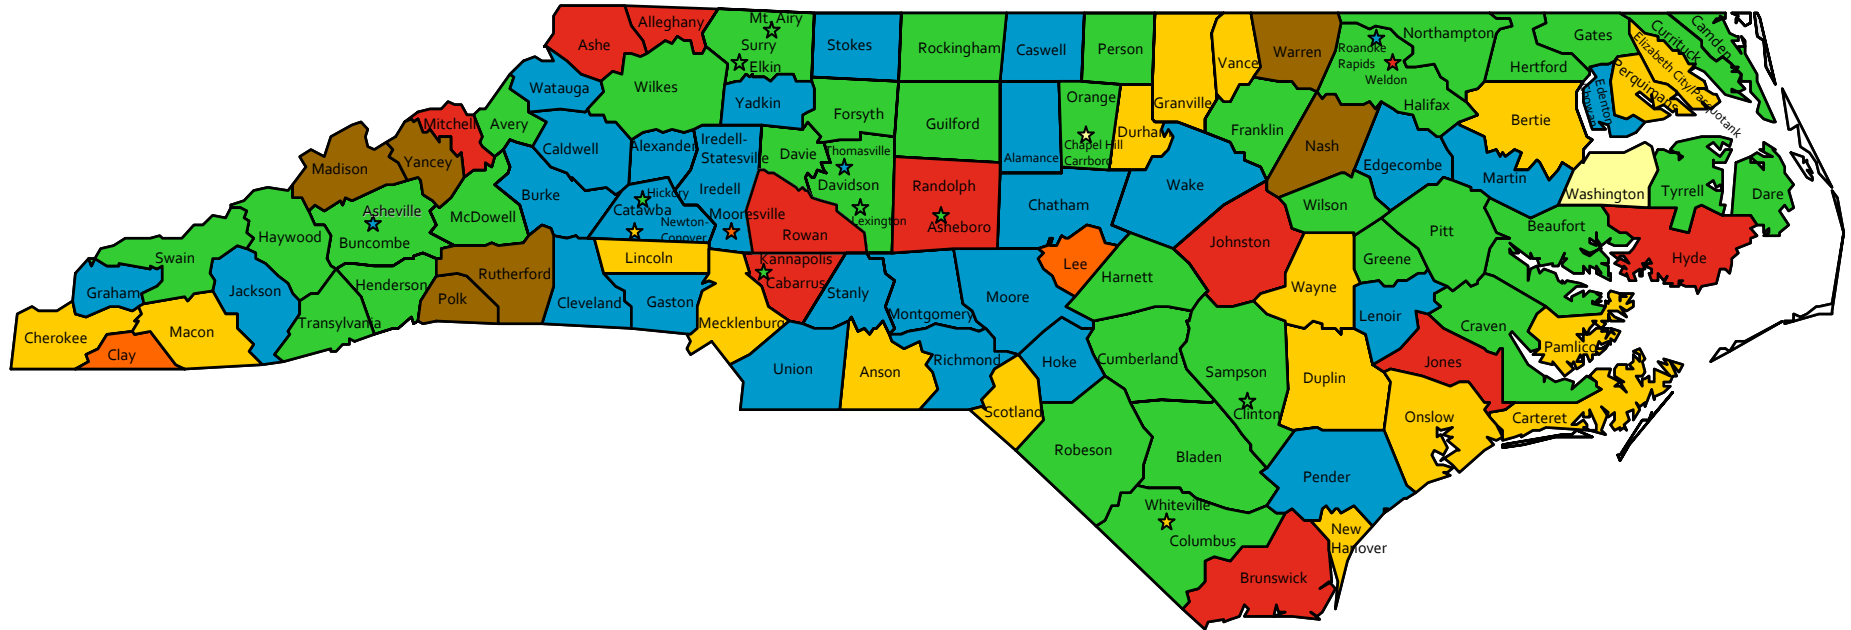 Ashe
Alleghany
Mt. Airy
Surry
Elkin
Stokes
Rockingham
Caswell
Person
Granville
Vance
Warren
Roanoke
Rapids
Weldon
Northampton
Halifax
Hertford
Gates
Currituck
Camden
Elizabeth City/Pasquotank
Perquimans
Edenton
Chowan
Bertie
Watauga
Wilkes
Yadkin
Forsyth
Guilford
Alamance
Orange
Chapel Hill
Carrboro
Durham
Franklin
Nash
Edgecombe
Martin
Washington
Tyrrell
Dare
Mitchell
Avery
Madison
Yancey
Caldwell
Alexander
Iredell-
Statesville
Iredell
Mooresville
Davie
Thomasville
Davidson
Lexington
Randolph
Asheboro
Rowan
Chatham
Wake
Wilson
Pitt
Beaufort
Hyde
Burke
McDowell
Hickory
Catawba
Newton-
Conover
Asheville
Buncombe
Haywood
Swain
Graham
Jackson
Henderson
Transylvania
Polk
Rutherford
Cleveland
Lincoln
Gaston
Mecklenburg
Kannapolis
Cabarrus
Stanly
Montgomery
Moore
Lee
Harnett
Johnston
Wayne
Greene
Lenoir
Craven
Pamlico
Jones
Cherokee
Clay
Macon
Union
Anson
Richmond
Scotland
Hoke
Cumberland
Sampson
Clinton
Duplin
Onslow
Carteret
Robeson
Bladen
Pender
Whiteville
Columbus
New
Hanover
Brunswick